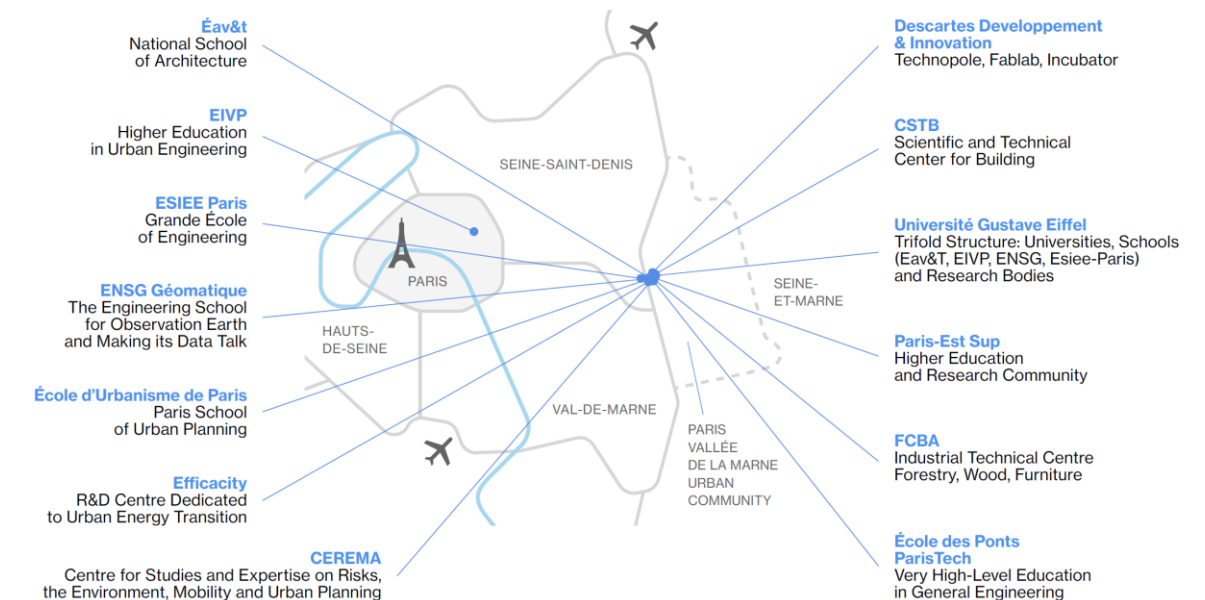 Éav&t
National School
of Architecture
EIVP
Higher Education
in Urban Engineering
ESIEE Paris
Grande École
of Engineering
ENSG Géomatique
The Engineering School
for Observation Earth
and Making its Data Talk
École d'Urbanisme de Paris
Paris School
of Urban Planning
Efficacity
R&D Centre Dedicated
to Urban Energy Transition
CEREMA
Centre for Studies and Expertise on Risks,
the Environment, Mobility and Urban Planning
SEINE-SAINT-DENIS
PARIS
HAUTS-
DE-SEINE
VAL-DE-MARNE
SEINE-
ET-MARNE
PARIS
VALLÉE
DE LA MARNE
URBAN
COMMUNITY
Descartes Developpement
& Innovation
Technopole, Fablab, Incubator
CSTB
Scientific and Technical
Center for Building
Université Gustave Eiffel
Trifold Structure: Universities, Schools
(Eav&T, EIVP, ENSG, Esiee-Paris)
and Research Bodies
Paris-Est Sup
Higher Education
and Research Community
FCBA
Industrial Technical Centre
Forestry, Wood, Furniture
École des Ponts
ParisTech
Very High-Level Education
in General Engineering